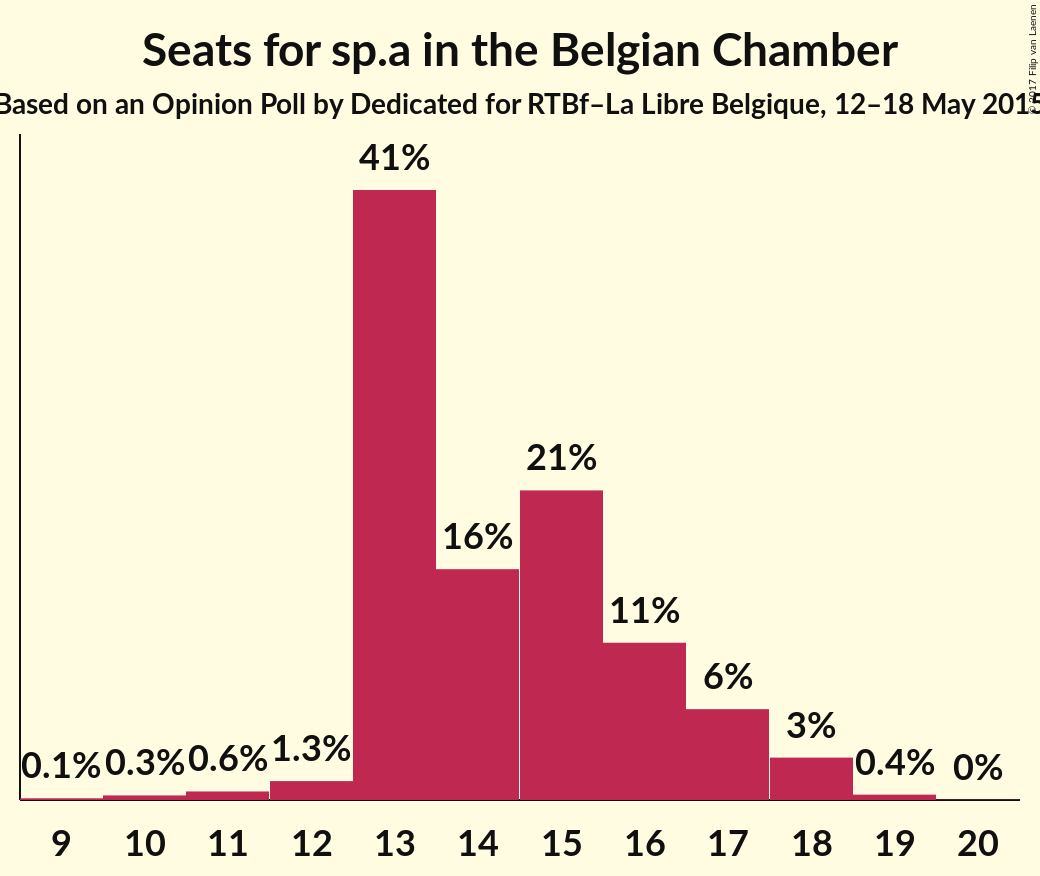 Seats for sp.a in the Belgian Chamber
Based on an Opinion Poll by Dedicated for RTBf–La Libre Belgique, 12–18 May 2015
© 2017 Filip van Laenen
41%
21%
16%
11%
6%
3%
1.3%
0.1% 0.3% 0.6% 0.4% 0%
9 10 11 12 13 14 15 16 17 18 19 20